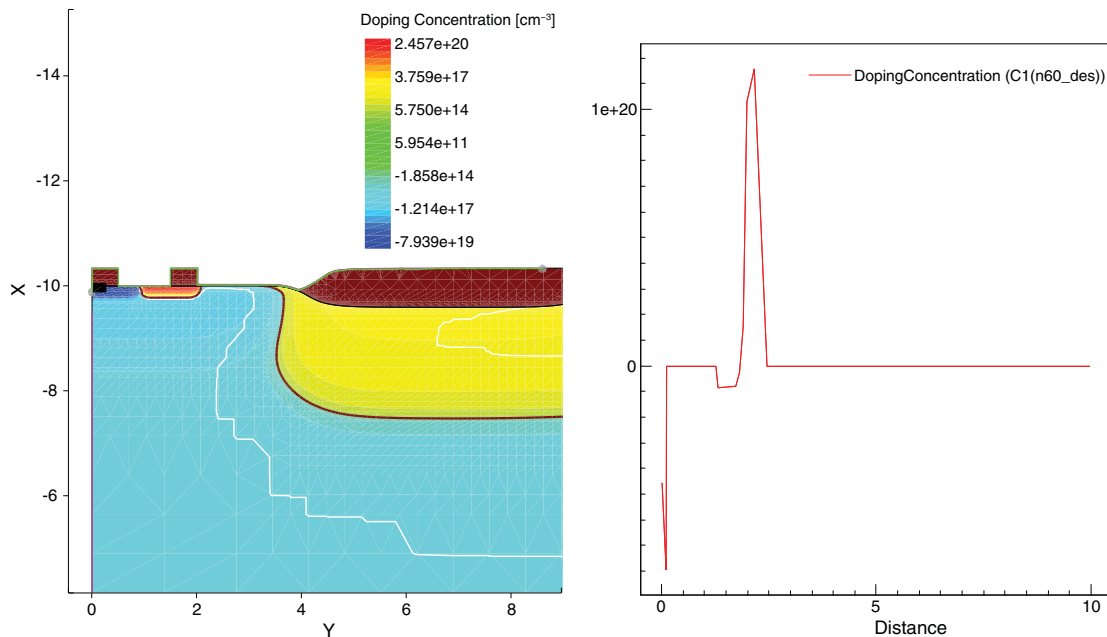 Doping Concentration [cm⁻³]
2.457e+20
3.759e+17
5.750e+14
5.954e+11
-1.858e+14
-1.214e+17
-7.939e+19
-14
-12
-10
-8
-6
X
0
2
4
6
8
Y
DopingConcentration (C1(n60_des))
1e+20
0
0
5
10
Distance